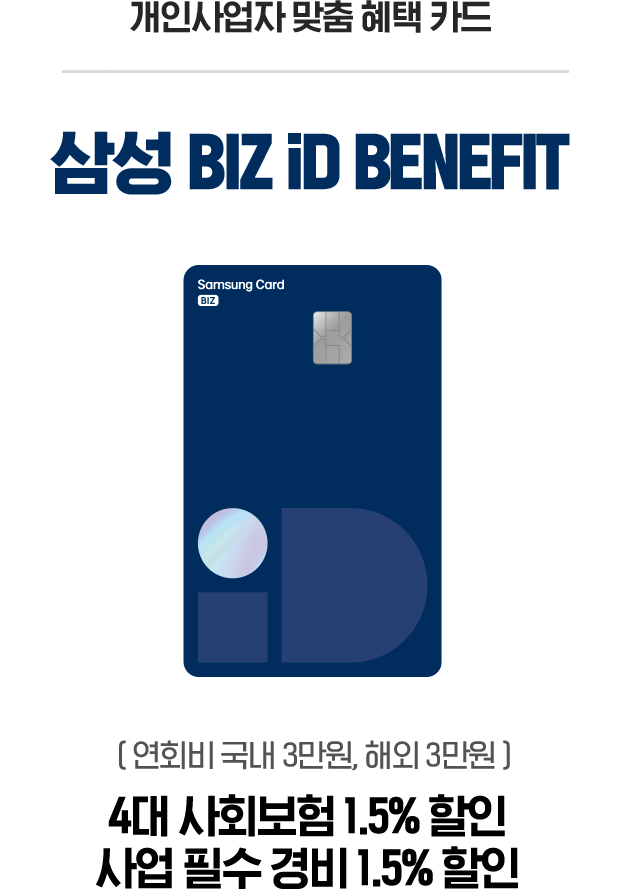 개인사업자 맞춤 혜택 카드
삼성 BIZ iD BENEFIT
Samsung Card
BIZ
iD
( 연회비 국내 3만원, 해외 3만원 )
4대 사회보험 1.5% 할인
사업 필수 경비 1.5% 할인